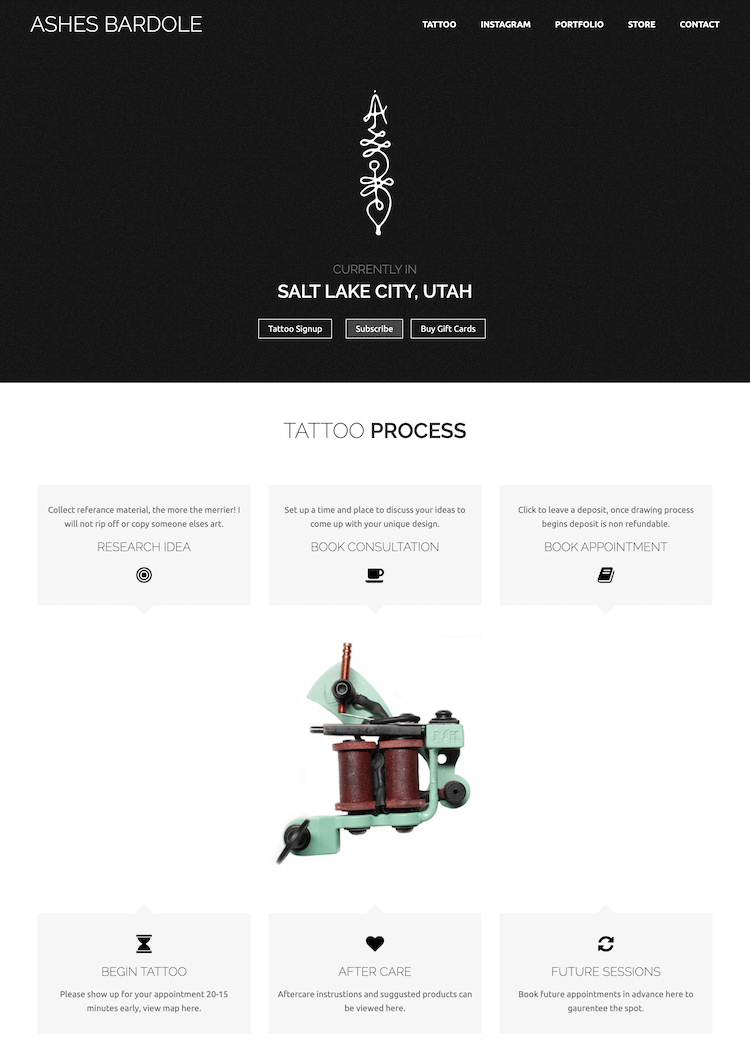 ASHES BARDOLE
TATTOO INSTAGRAM PORTFOLIO STORE CONTACT
CURRENTLY IN
SALT LAKE CITY, UTAH
Tattoo Signup Subscribe Buy Gift Cards
TATTOO PROCESS
Collect referance material, the more the merrier! I
will not rip off or copy someone elses art.
RESEARCH IDEA
Set up a time and place to discuss your ideas to
come up with your unique design.
BOOK CONSULTATION
Click to leave a deposit, once drawing process
begins deposit is non refundable.
BOOK APPOINTMENT
BEGIN TATTOO
Please show up for your appointment 20-15
minutes early, view map here.
AFTER CARE
Aftercare instrustions and suggusted products can
be viewed here.
FUTURE SESSIONS
Book future appointments in advance here to
gaurentee the spot.